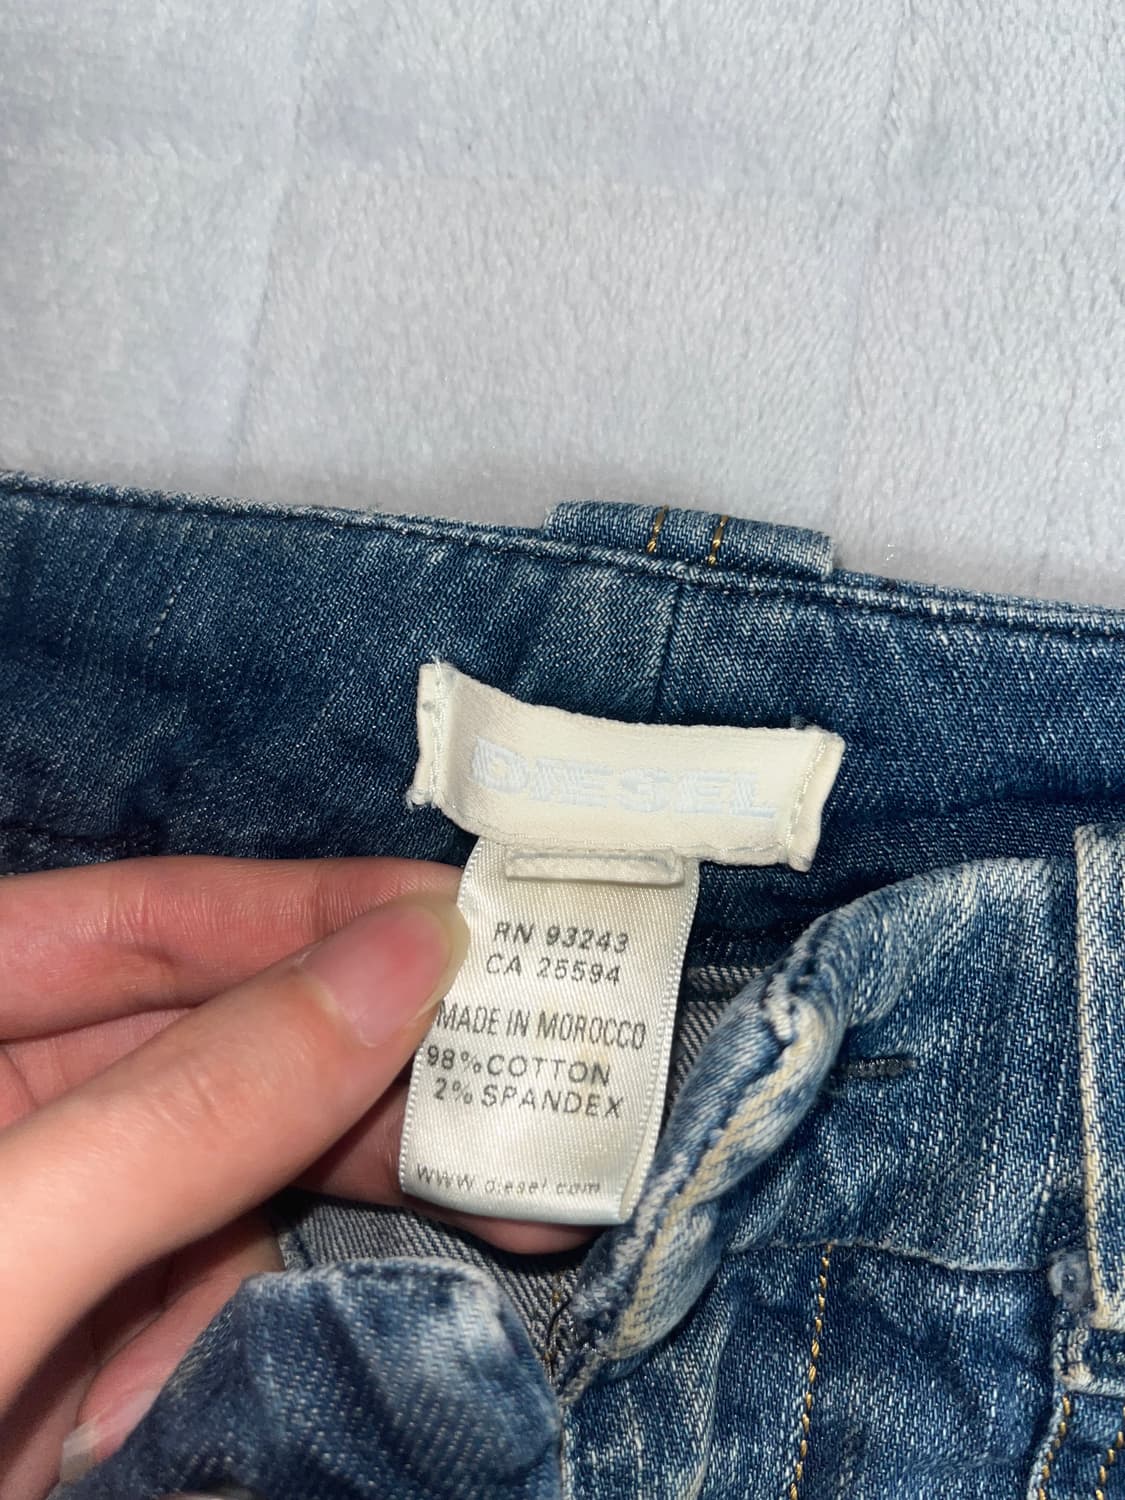 DIESEL
RN 93243
CA 25594
MADE IN MOROCCO
98% COTTON
2% SPANDEX
www.diesel.com